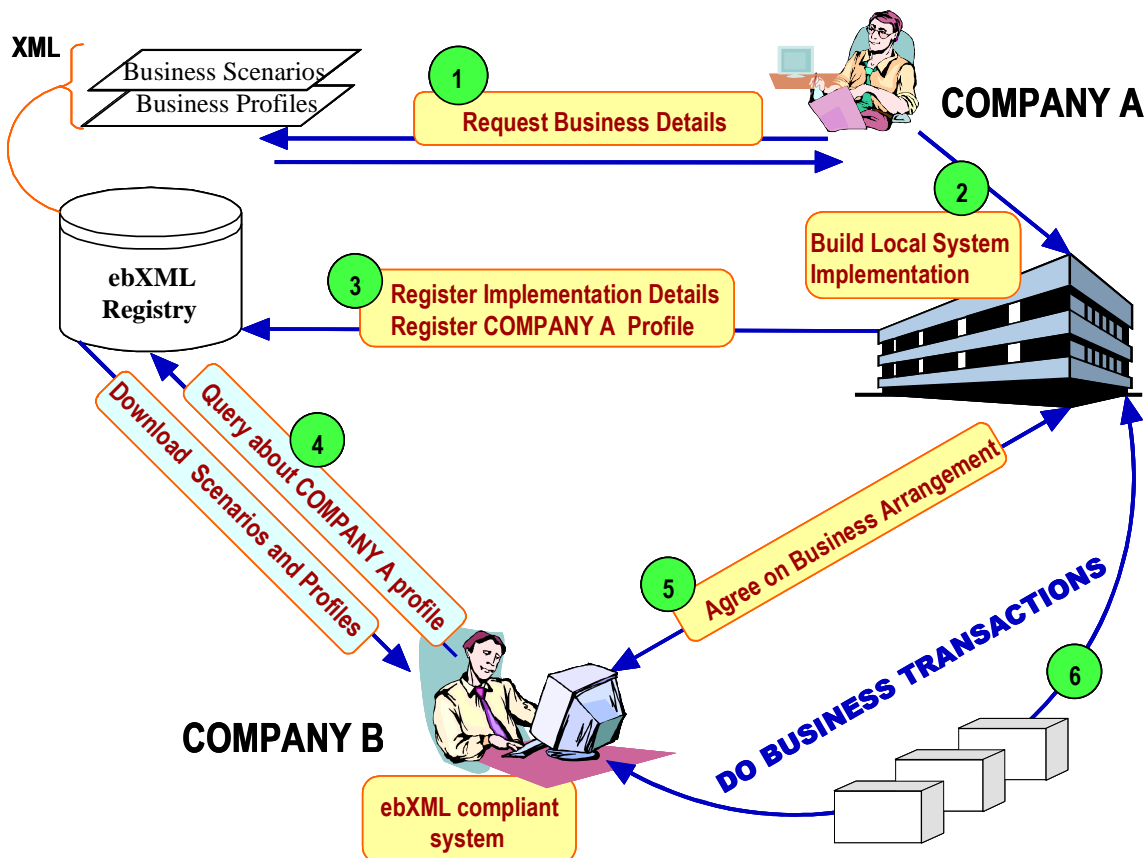 XML
Business Scenarios
Business Profiles
1
Request Business Details
COMPANY A
2
Build Local System
Implementation
ebXML
Registry
3
Register Implementation Details
Register COMPANY A Profile
4
Query about COMPANY A profile
Download Scenarios and Profiles
5
Agree on Business Arrangement
DO BUSINESS TRANSACTIONS
6
COMPANY B
ebXML compliant
system